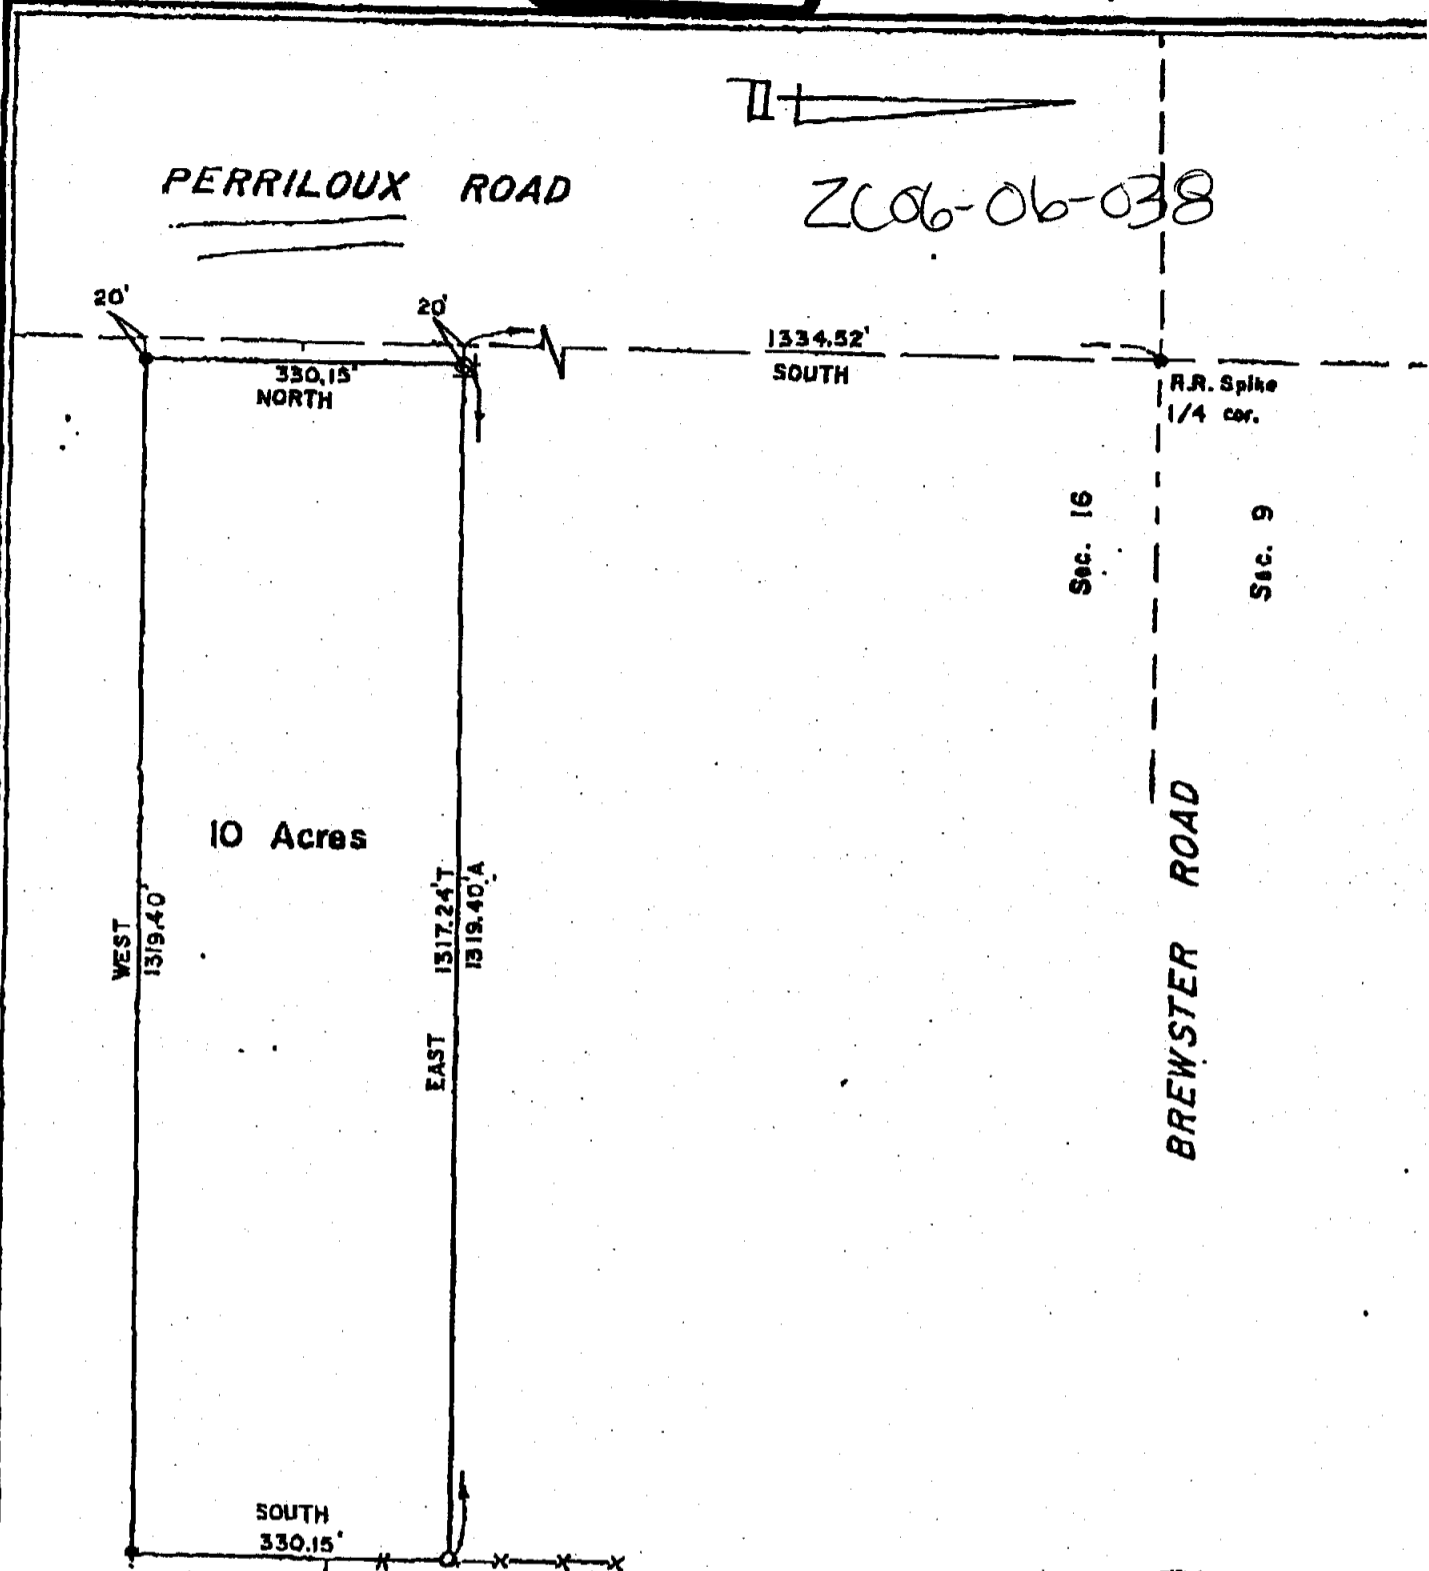 PERRILOUX ROAD
ZC06-06-038
20'
20'
1334.52'
SOUTH
330.15'
NORTH
R.R. Spike
1/4 cor.
Sec. 16
Sec. 9
10 Acres
WEST
1319.40'
EAST
1317.24'T
1319.40'A
BREWSTER ROAD
SOUTH
330.15'